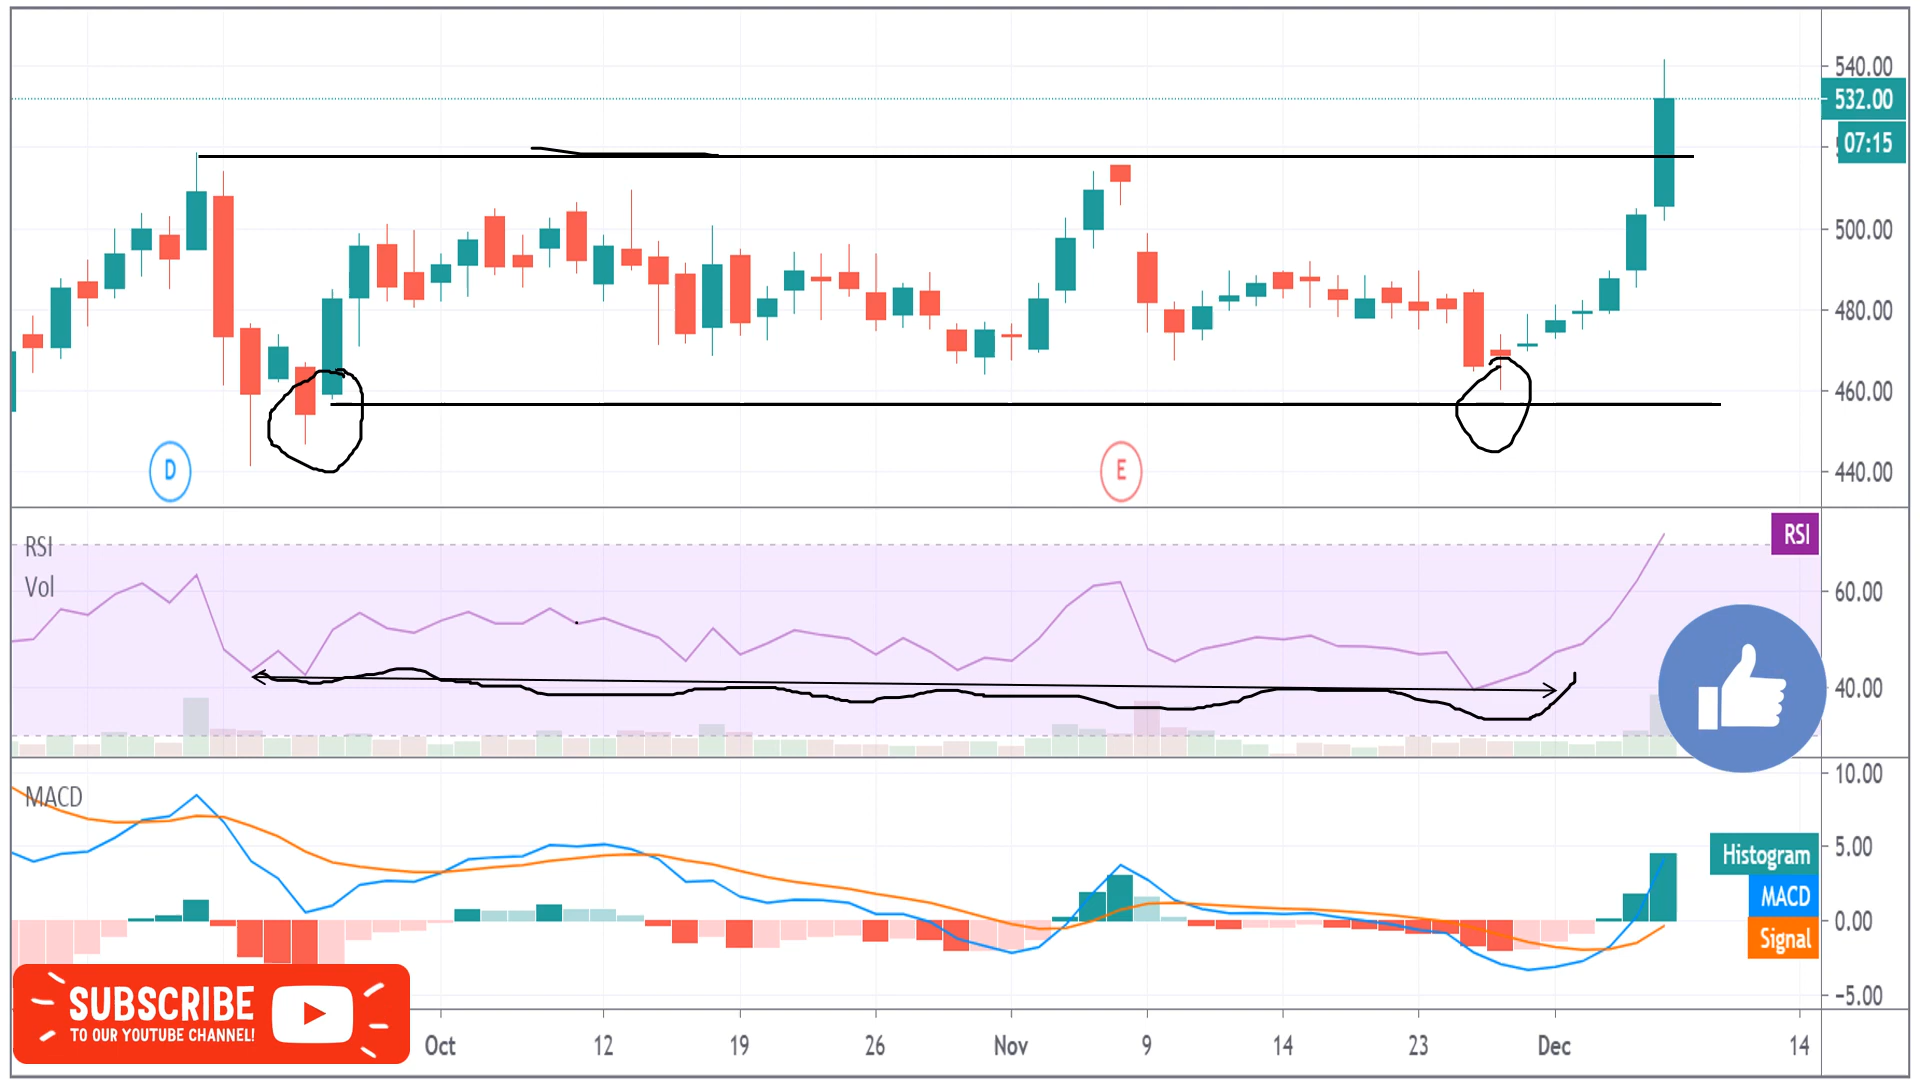 540.00
532.00
07:15
500.00
480.00
460.00
440.00
D
E
RSI
RSI
Vol
60.00
40.00
MACD
10.00
5.00
Histogram
MACD
0.00
Signal
−5.00
SUBSCRIBE
TO OUR YOUTUBE CHANNEL!
Oct 12 19 26 Nov 9 14 23 Dec 14